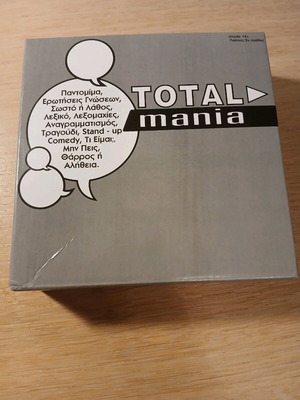 TOTAL
mania
Παντομίμα,
Ερωτήσεις Γνώσεων,
Σωστό ή Λάθος,
Λεξικό, Λεξομαχίες,
Αναγραμματισμός,
Τραγούδι, Stand - up
Comedy, Τι Είμαι;,
Μην Πεις,
Θάρρος ή
Αλήθεια.